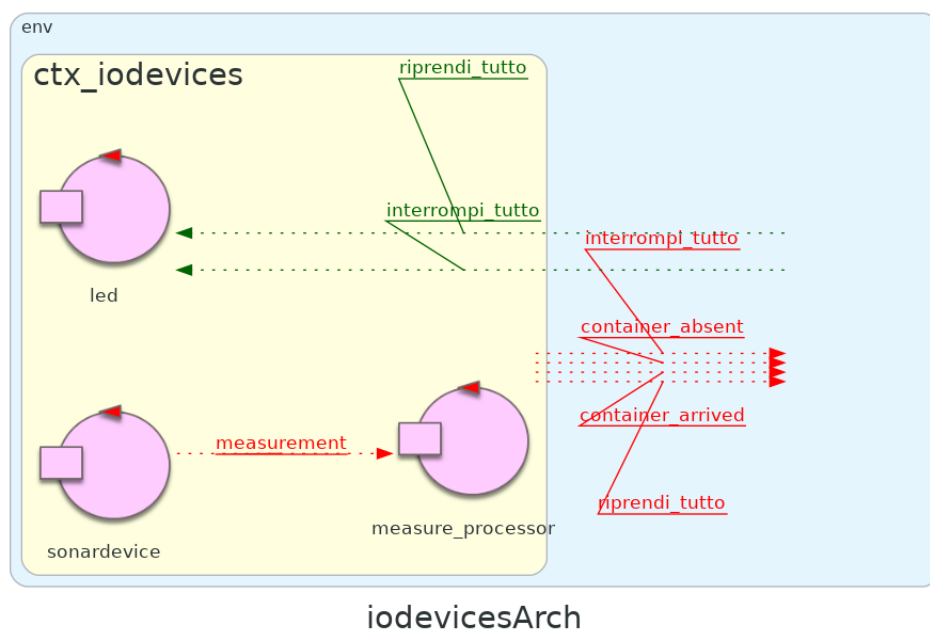 env
ctx_iodevices
riprendi_tutto
interrompi_tutto
interrompi_tutto
led
container_absent
container_arrived
measurement
riprendi_tutto
measure_processor
sonardevice
iodevicesArch